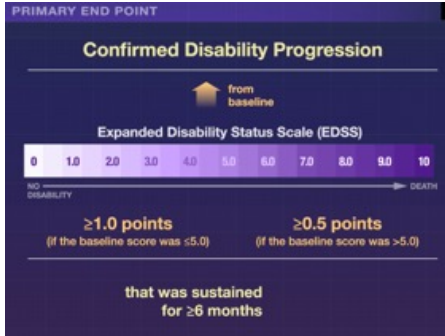 PRIMARY END POINT
Confirmed Disability Progression
from
baseline
Expanded Disability Status Scale (EDSS)
0 1.0 2.0 3.0 4.0 5.0 6.0 7.0 8.0 9.0 10
NO DISABILITY
DEATH
≥1.0 points
(if the baseline score was ≤5.0)
≥0.5 points
(if the baseline score was >5.0)
that was sustained
for ≥6 months